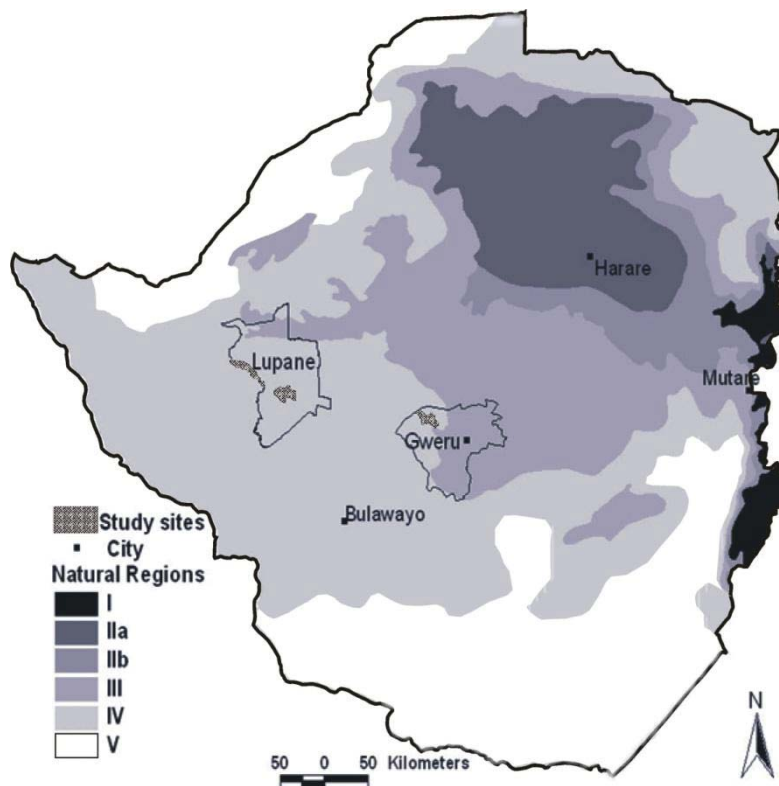 Harare
Lupane
Mutare
Gweru
Bulawayo
Study sites
City
Natural Regions
I
IIa
IIb
III
IV
V
N
50 0 50 Kilometers